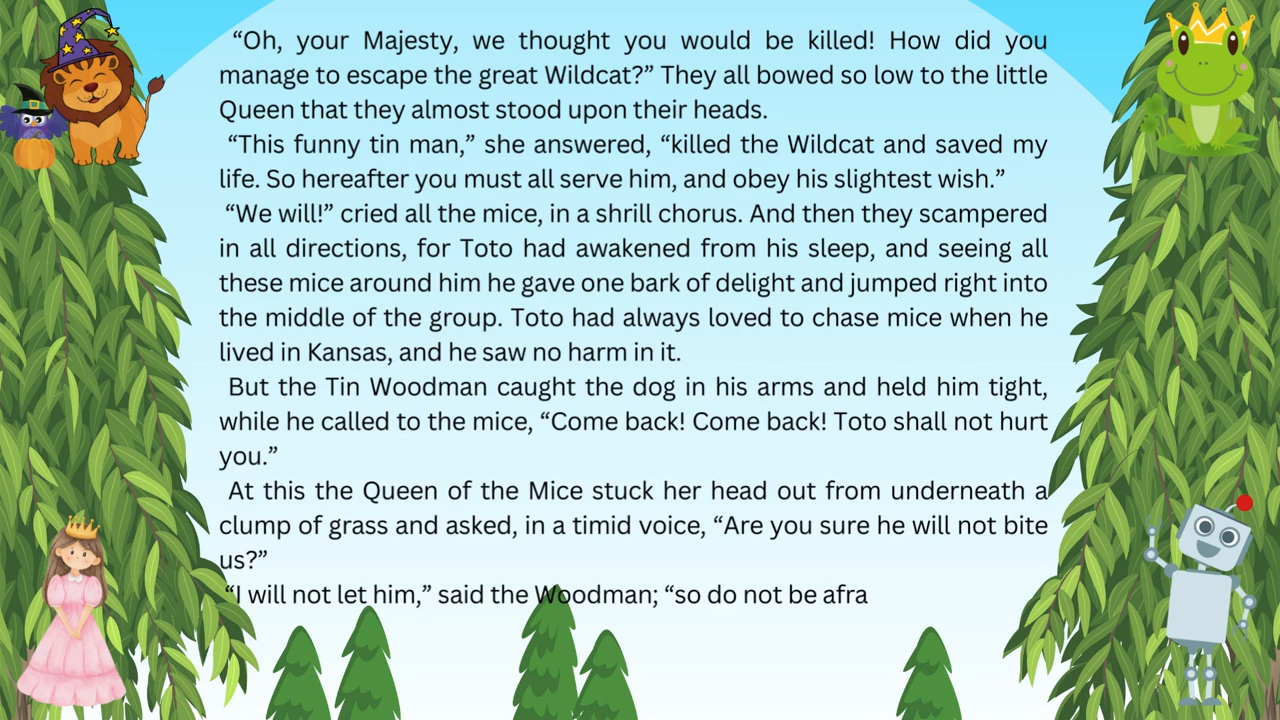 “Oh, your Majesty, we thought you would be killed! How did you
manage to escape the great Wildcat?” They all bowed so low to the little
Queen that they almost stood upon their heads.
“This funny tin man,” she answered, “killed the Wildcat and saved my
life. So hereafter you must all serve him, and obey his slightest wish.”
“We will!” cried all the mice, in a shrill chorus. And then they scampered
in all directions, for Toto had awakened from his sleep, and seeing all
these mice around him he gave one bark of delight and jumped right into
the middle of the group. Toto had always loved to chase mice when he
lived in Kansas, and he saw no harm in it.
But the Tin Woodman caught the dog in his arms and held him tight,
while he called to the mice, “Come back! Come back! Toto shall not hurt
you.”
At this the Queen of the Mice stuck her head out from underneath a
clump of grass and asked, in a timid voice, “Are you sure he will not bite
us?”
“I will not let him,” said the Woodman; “so do not be afra